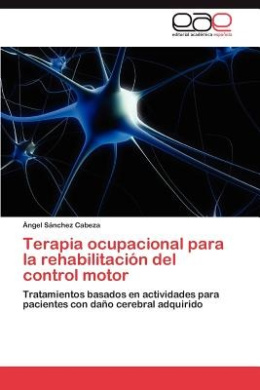 eae
editorial académica española
Ángel Sánchez Cabeza
Terapia ocupacional para
la rehabilitación del
control motor
Tratamientos basados en actividades para
pacientes con daño cerebral adquirido